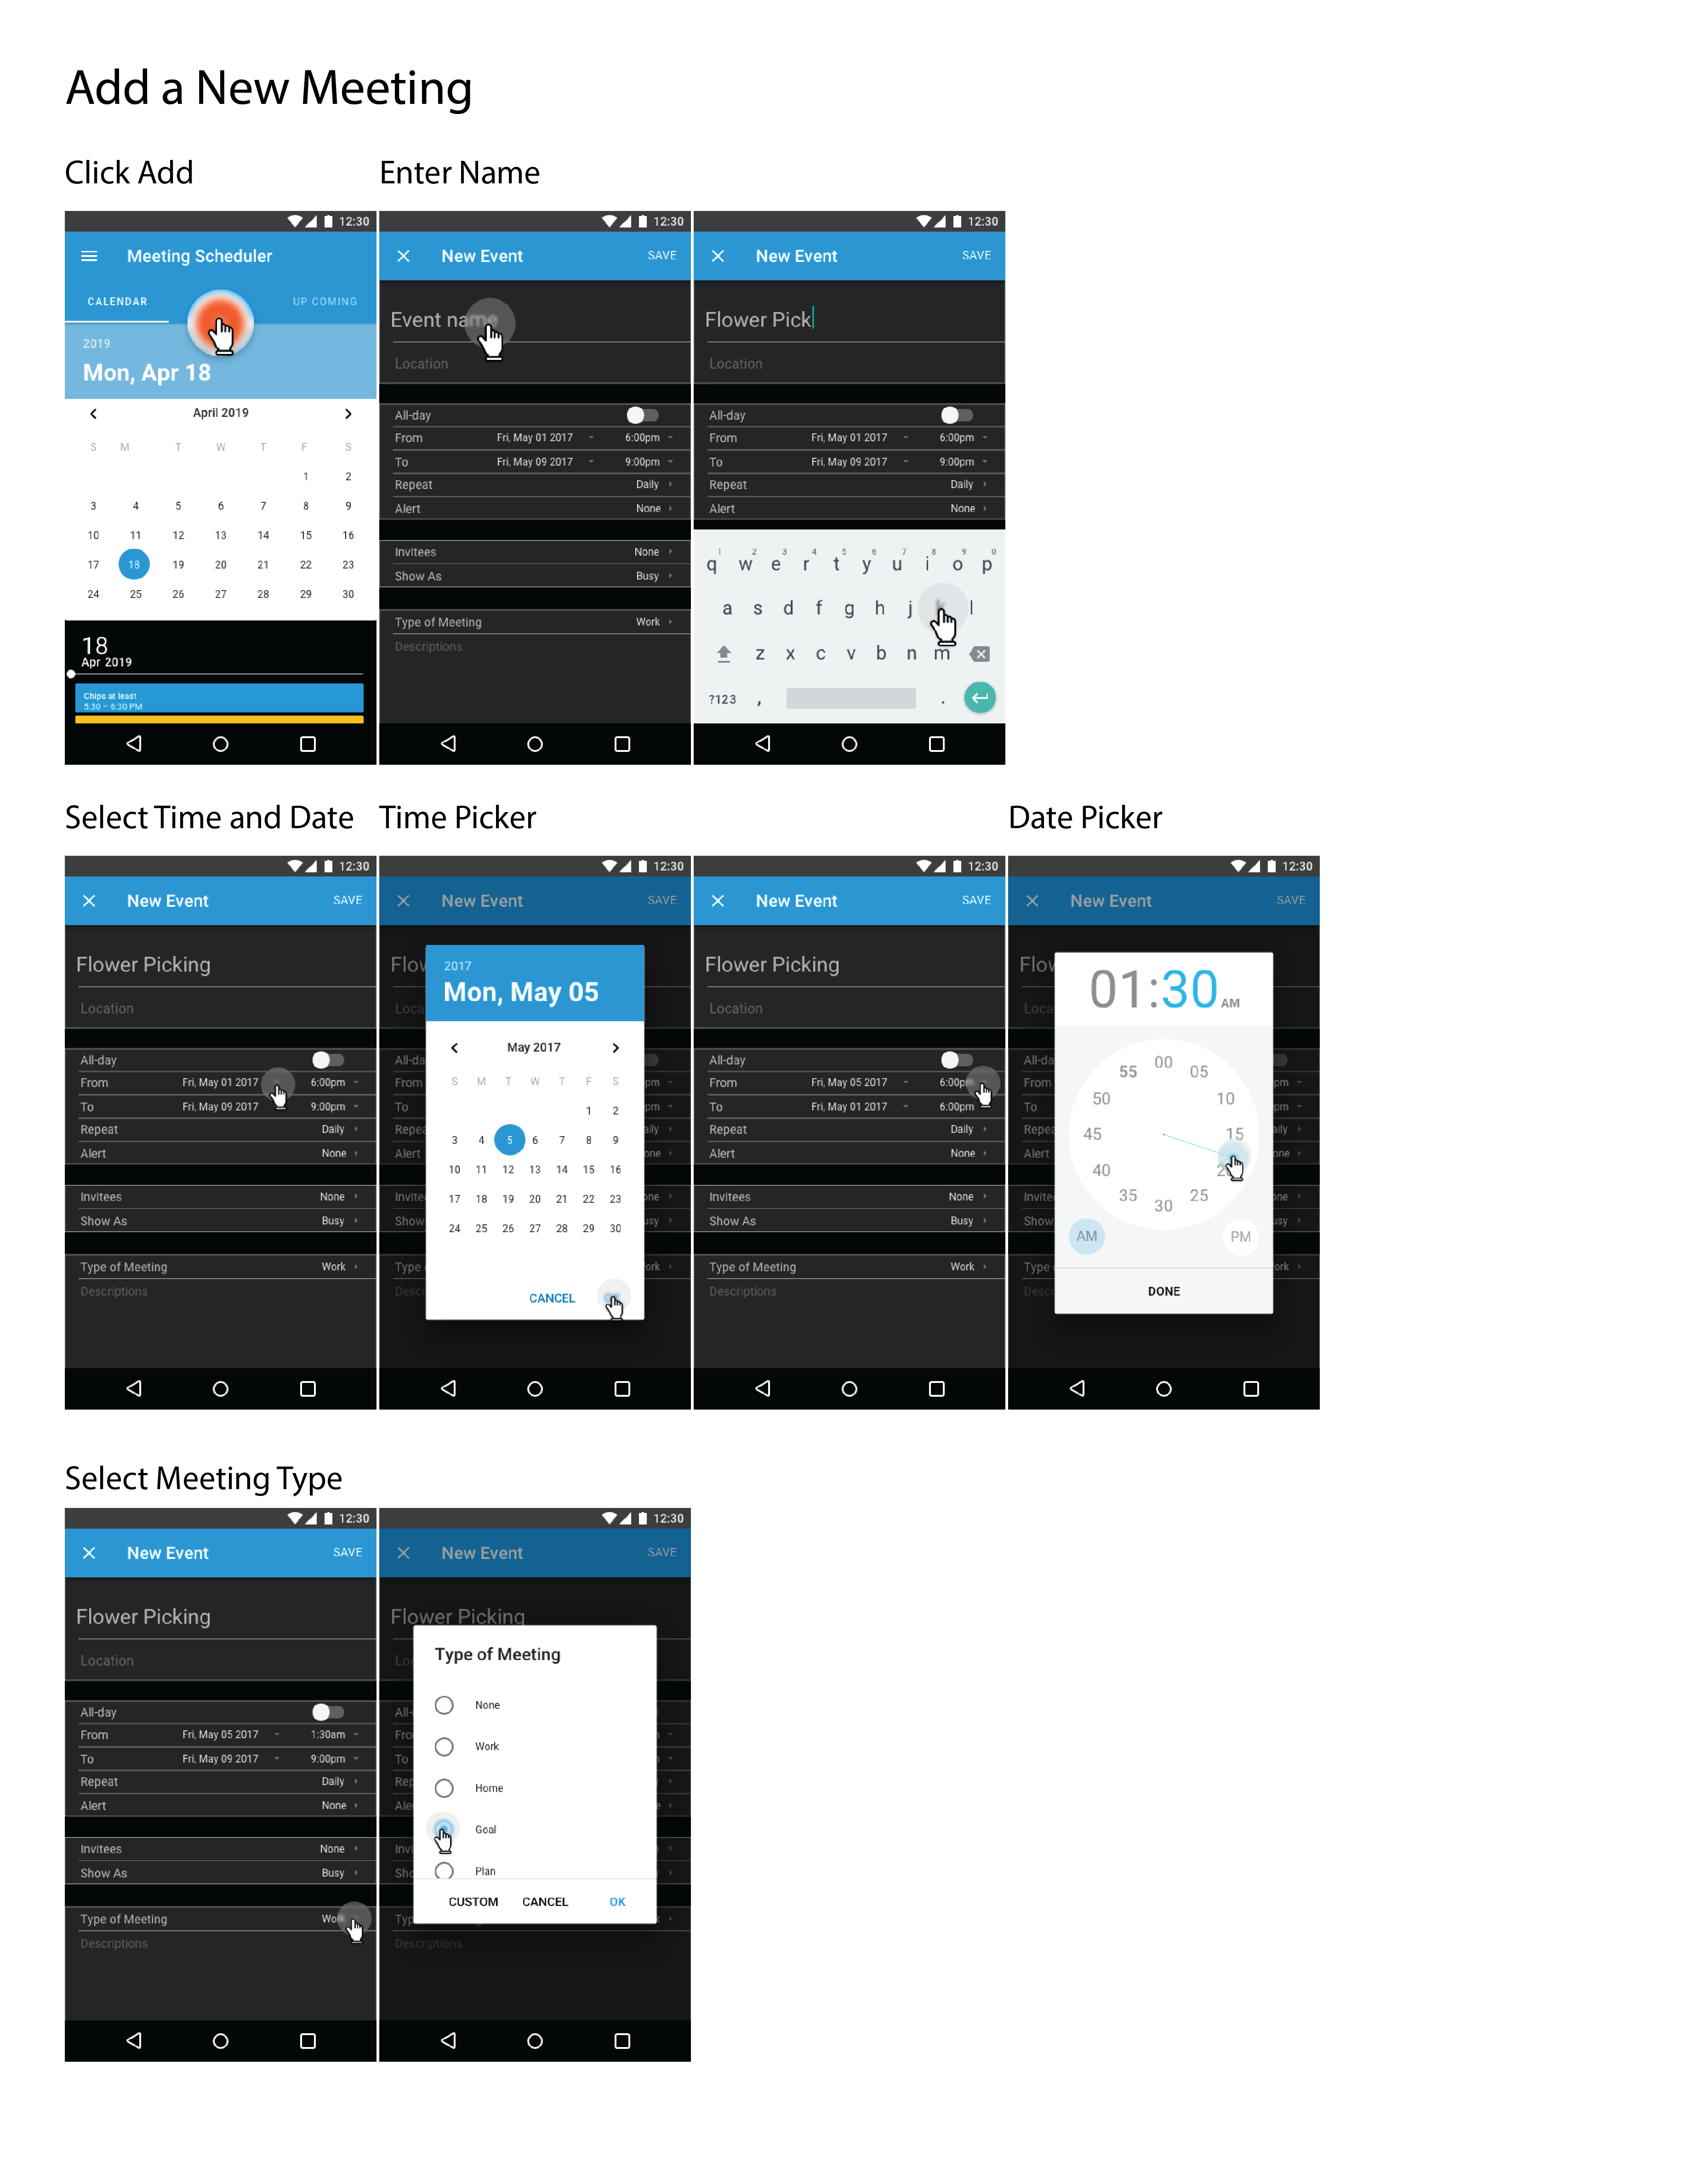 Add a New Meeting
Click Add
Enter Name
12:30
Meeting Scheduler
CALENDAR
UP COMING
2019
Mon, Apr 18
April 2019
S M T W T F S
1 2
3 4 5 6 7 8 9
10 11 12 13 14 15 16
17 18 19 20 21 22 23
24 25 26 27 28 29 30
18
Apr 2019
Chips at least
5:30 – 6:30 PM
12:30
New Event SAVE
Event name
Location
All-day
From Fri, May 01 2017 6:00pm
To Fri, May 09 2017 9:00pm
Repeat Daily
Alert None
Invitees None
Show As Busy
Type of Meeting Work
Descriptions
12:30
New Event SAVE
Flower Pick
Location
All-day
From Fri, May 01 2017 6:00pm
To Fri, May 09 2017 9:00pm
Repeat Daily
Alert None
1 2 3 4 5 6 7 8 9 0
q w e r t y u i o p
a s d f g h j k l
z x c v b n m
?123 , .
Select Time and Date
Time Picker
Date Picker
12:30
New Event SAVE
Flower Picking
Location
All-day
From Fri, May 01 2017 6:00pm
To Fri, May 09 2017 9:00pm
Repeat Daily
Alert None
Invitees None
Show As Busy
Type of Meeting Work
Descriptions
12:30
New Event SAVE
2017
Mon, May 05
May 2017
S M T W T F S
1 2
3 4 5 6 7 8 9
10 11 12 13 14 15 16
17 18 19 20 21 22 23
24 25 26 27 28 29 30
CANCEL
12:30
New Event SAVE
Flower Picking
Location
All-day
From Fri, May 05 2017 6:00pm
To Fri, May 01 2017 6:00pm
Repeat Daily
Alert None
Invitees None
Show As Busy
Type of Meeting Work
Descriptions
12:30
New Event SAVE
01:30 AM
00
55 05
50 10
45 15
40
35 25
30
AM PM
DONE
Select Meeting Type
12:30
New Event SAVE
Flower Picking
Location
All-day
From Fri, May 05 2017 1:30am
To Fri, May 09 2017 9:00pm
Repeat Daily
Alert None
Invitees None
Show As Busy
Type of Meeting Work
Descriptions
12:30
New Event SAVE
Flower Picking
Type of Meeting
None
Work
Home
Goal
Plan
CUSTOM CANCEL OK
Descriptions